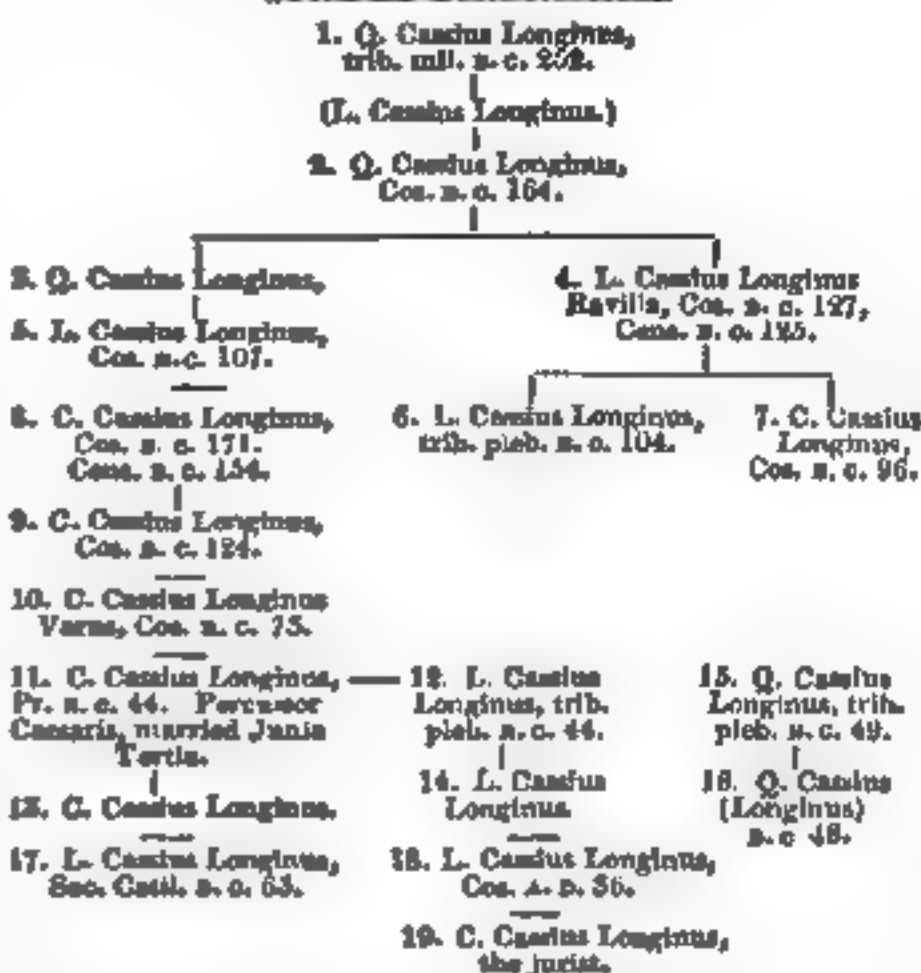 1. Q. Cassius Longinus,
trib. mil. B. C. 252.
(L. Cassius Longinus.)
2. Q. Cassius Longinus,
Cos. B. C. 164.
3. Q. Cassius Longinus,
4. L. Cassius Longinus
Ravilla, Cos. B. C. 127,
Cens. B. C. 125.
5. L. Cassius Longinus,
Cos. B. C. 107.
6. L. Cassius Longinus,
trib. pleb. B. C. 104.
7. C. Cassius
Longinus,
Cos. B. C. 96.
8. C. Cassius Longinus,
Cos. B. C. 171.
Cens. B. C. 154.
9. C. Cassius Longinus,
Cos. B. C. 124.
10. C. Cassius Longinus
Varus, Cos. B. C. 73.
11. C. Cassius Longinus,
Pr. B. C. 44. Percussor
Caesaris, married Junia
Tertia.
12. L. Cassius
Longinus, trib.
pleb. B. C. 44.
15. Q. Cassius
Longinus, trib.
pleb. B. C. 49.
13. C. Cassius Longinus.
14. L. Cassius
Longinus
16. Q. Cassius
(Longinus)
B. C 48.
17. L. Cassius Longinus,
Soc. Catil. B. C. 63.
18. L. Cassius Longinus,
Cos. A. D. 30.
19. C. Cassius Longinus,
the jurist.